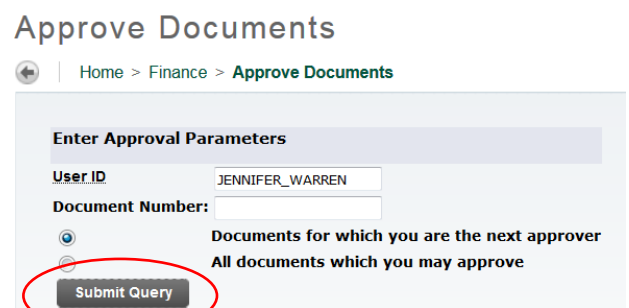 Approve Documents
Home > Finance > Approve Documents
Enter Approval Parameters
User ID JENNIFER_WARREN
Document Number:
Documents for which you are the next approver
All documents which you may approve
Submit Query